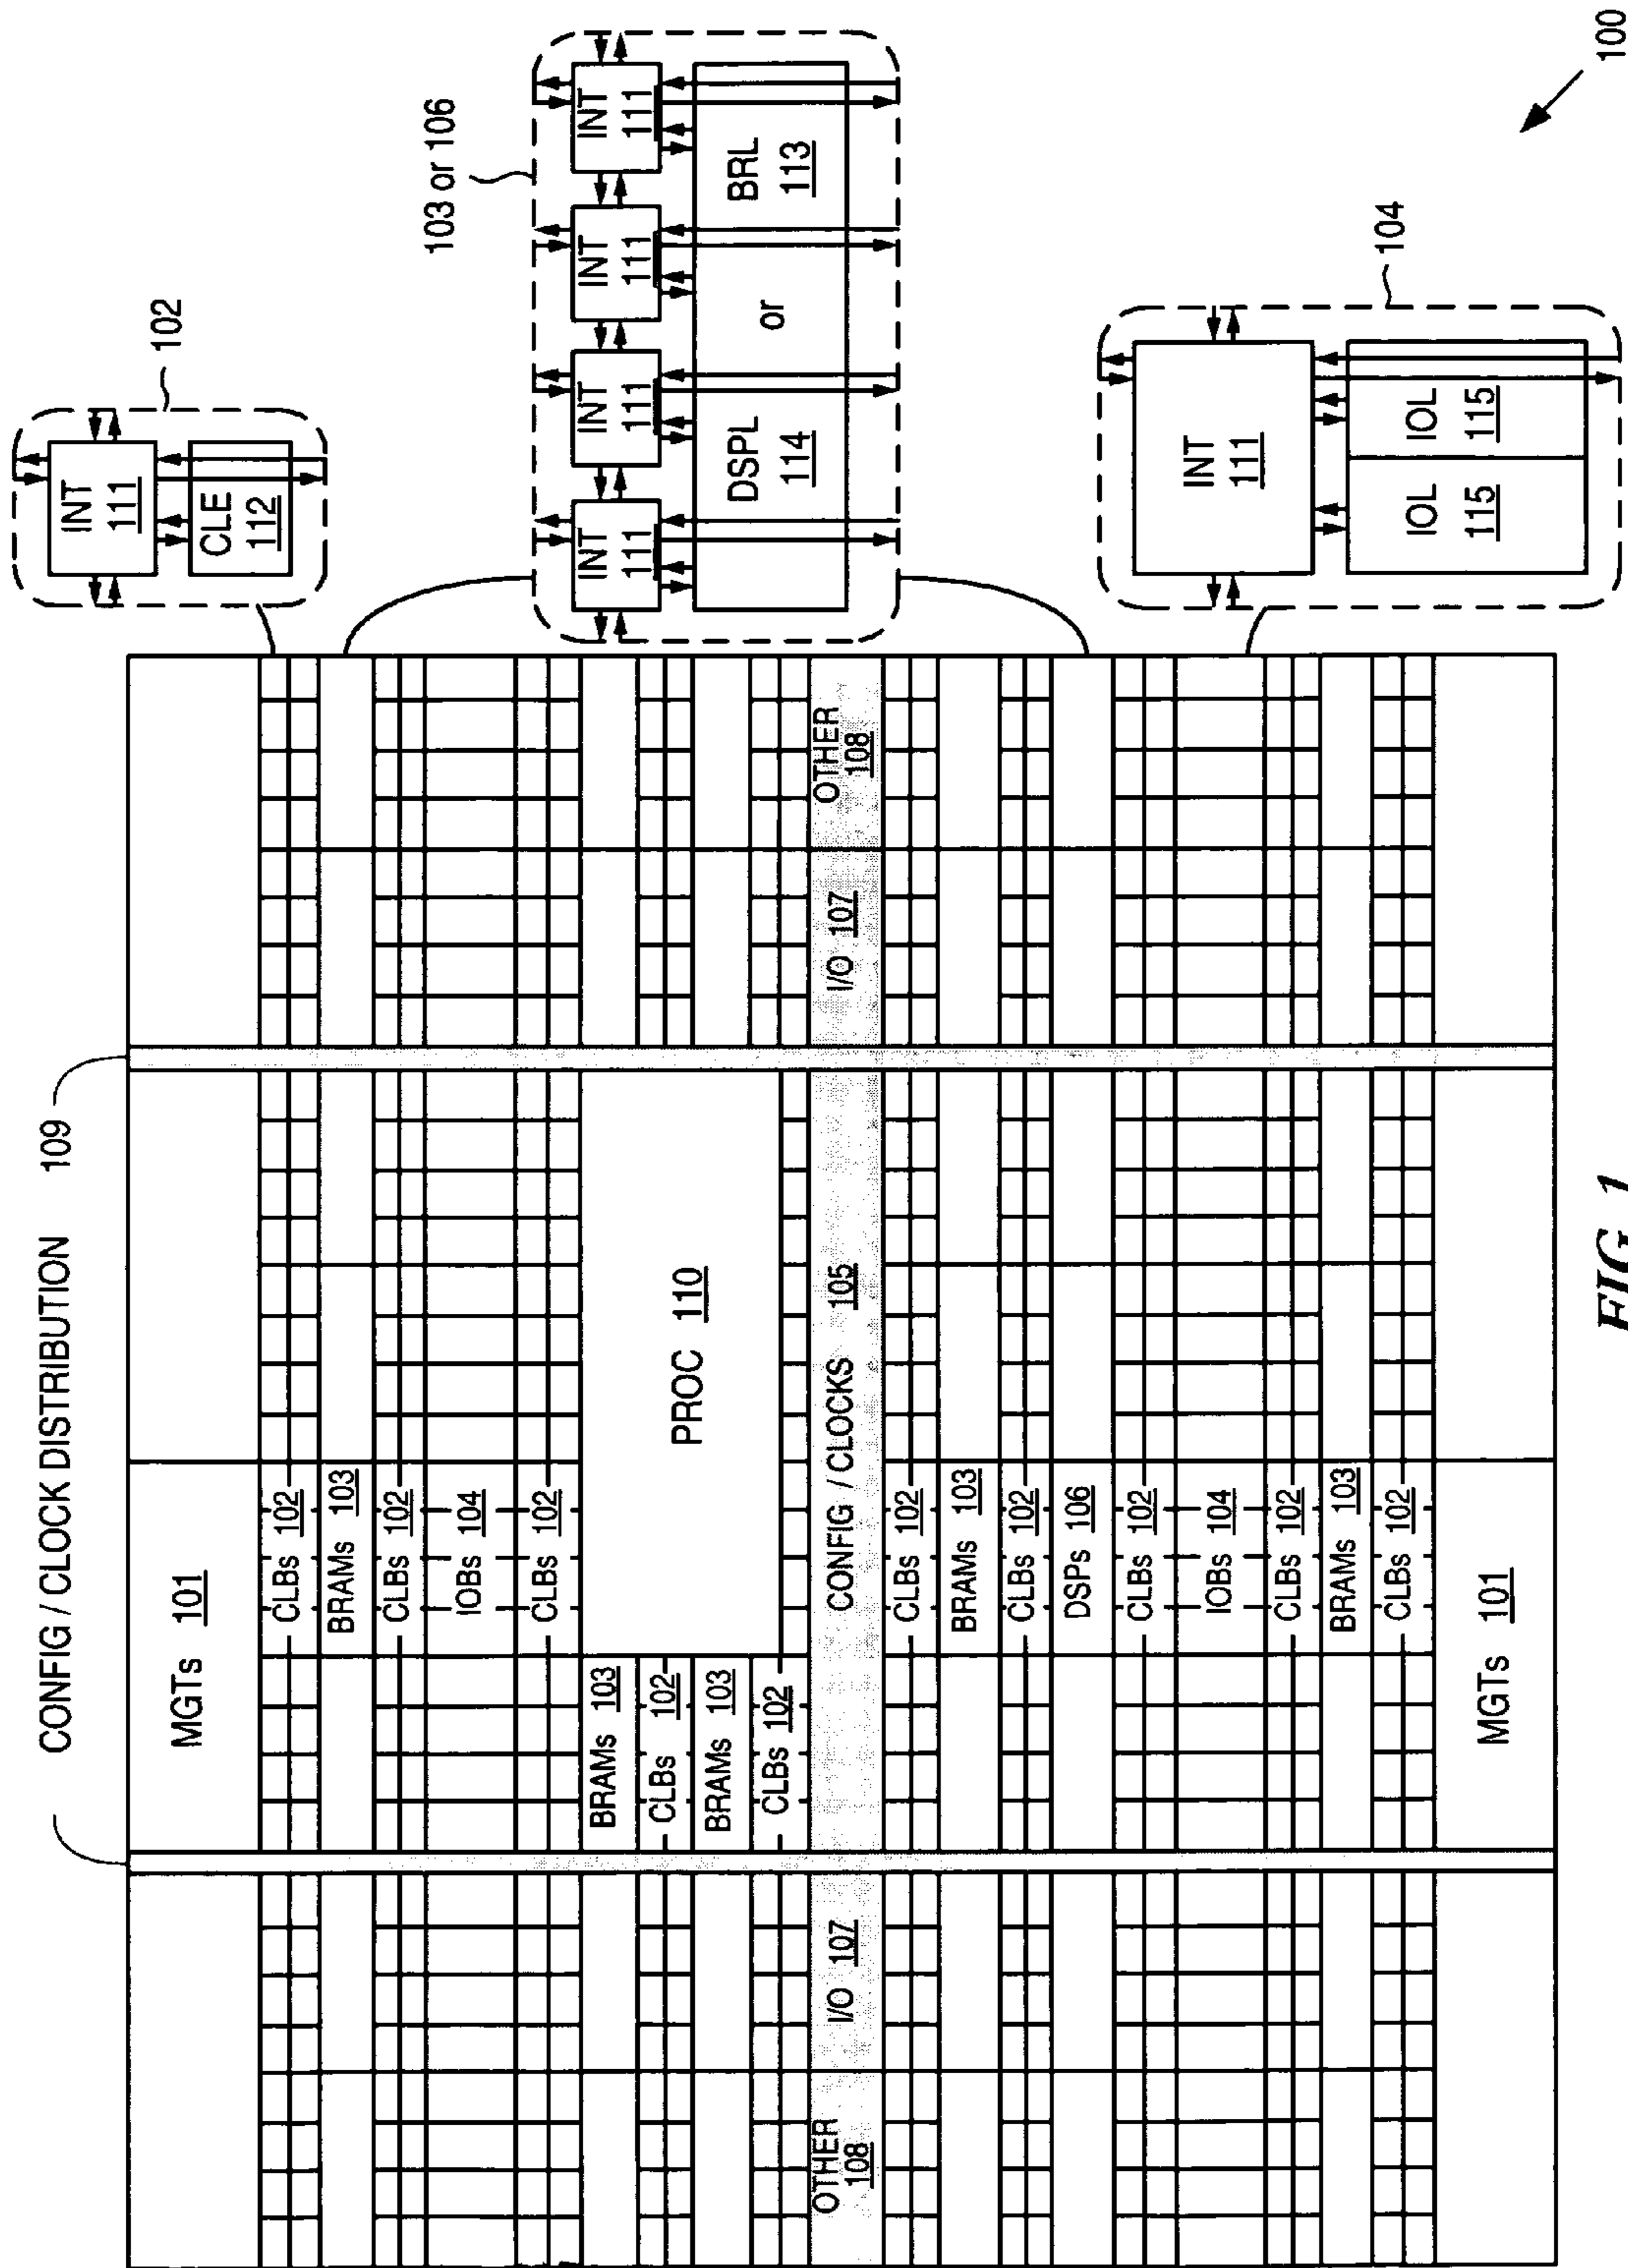 CONFIG / CLOCK DISTRIBUTION 109
MGTs 101
CLBs 102
BRAMs 103
CLBs 102
IOBs 104
CLBs 102
BRAMs 103
CLBs 102
BRAMs 103
CLBs 102
PROC 110
OTHER
108
I/O 107
CONFIG / CLOCKS 105
I/O 107
OTHER
108
CLBs 102
BRAMs 103
CLBs 102
DSPs 106
CLBs 102
IOBs 104
CLBs 102
BRAMs 103
CLBs 102
MGTs 101
102
INT
111
CLE
112
103 or 106
INT
111
INT
111
INT
111
INT
111
DSPL
114
or
BRL
113
104
INT
111
IOL
115
IOL
115
100
FIG. 1